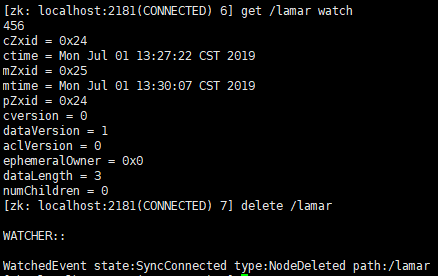 [zk: localhost:2181(CONNECTED) 6] get /lamar watch
456
cZxid = 0x24
ctime = Mon Jul 01 13:27:22 CST 2019
mZxid = 0x25
mtime = Mon Jul 01 13:30:07 CST 2019
pZxid = 0x24
cversion = 0
dataVersion = 1
aclVersion = 0
ephemeralOwner = 0x0
dataLength = 3
numChildren = 0
[zk: localhost:2181(CONNECTED) 7] delete /lamar
WATCHER::
WatchedEvent state:SyncConnected type:NodeDeleted path:/lamar